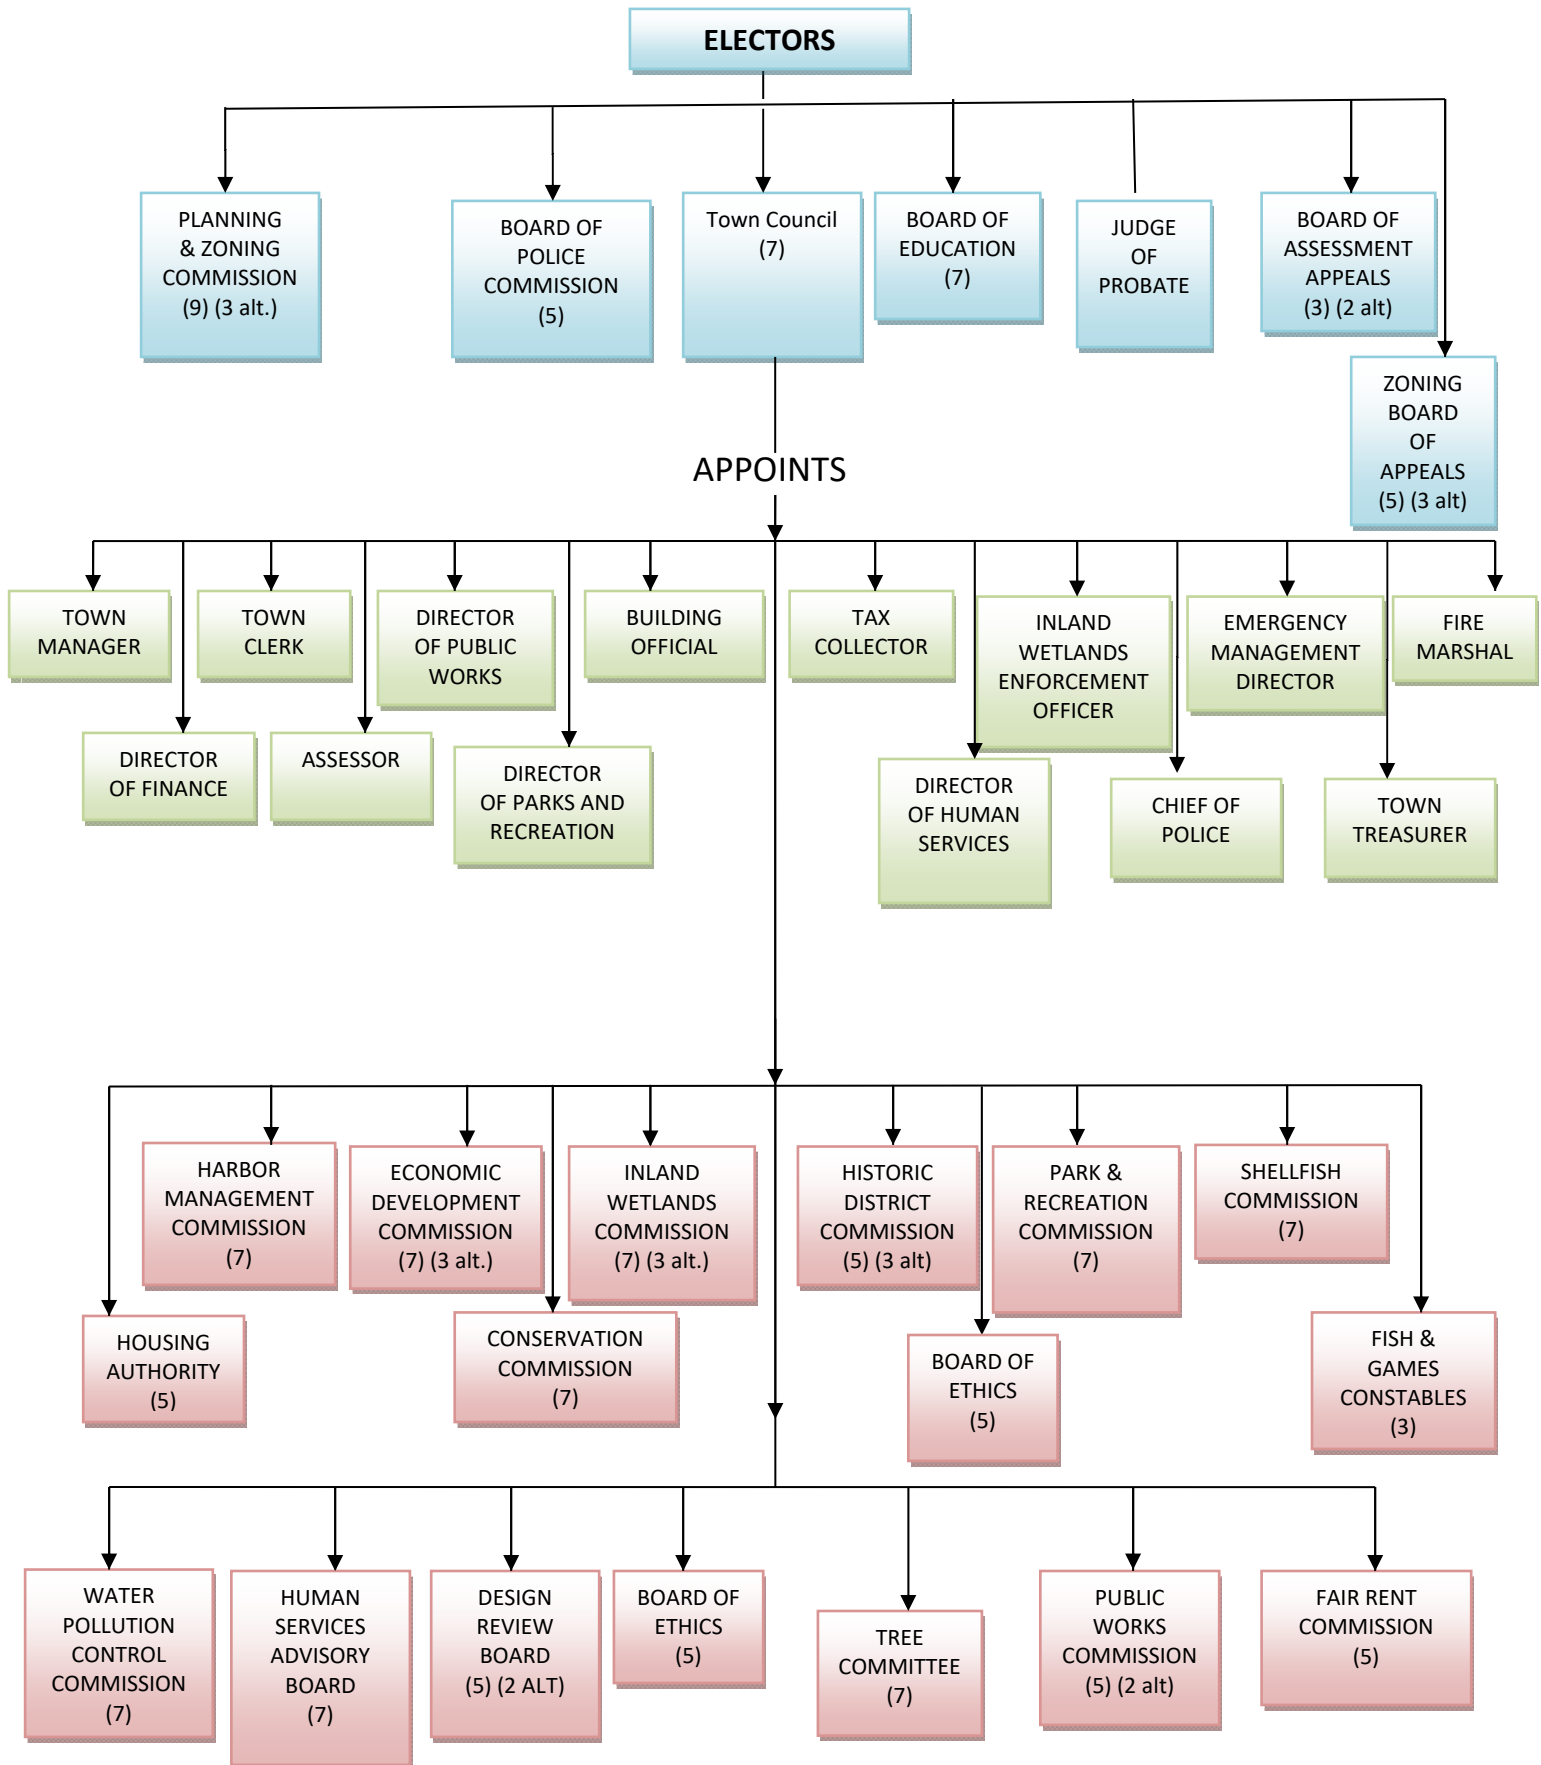 ELECTORS
PLANNING
& ZONING
COMMISSION
(9) (3 alt.)
BOARD OF
POLICE
COMMISSION
(5)
Town Council
(7)
BOARD OF
EDUCATION
(7)
JUDGE
OF
PROBATE
BOARD OF
ASSESSMENT
APPEALS
(3) (2 alt)
ZONING
BOARD
OF
APPEALS
(5) (3 alt)
APPOINTS
TOWN
MANAGER
TOWN
CLERK
DIRECTOR
OF PUBLIC
WORKS
BUILDING
OFFICIAL
TAX
COLLECTOR
INLAND
WETLANDS
ENFORCEMENT
OFFICER
EMERGENCY
MANAGEMENT
DIRECTOR
FIRE
MARSHAL
DIRECTOR
OF FINANCE
ASSESSOR
DIRECTOR
OF PARKS AND
RECREATION
DIRECTOR
OF HUMAN
SERVICES
CHIEF OF
POLICE
TOWN
TREASURER
HARBOR
MANAGEMENT
COMMISSION
(7)
ECONOMIC
DEVELOPMENT
COMMISSION
(7) (3 alt.)
INLAND
WETLANDS
COMMISSION
(7) (3 alt.)
HISTORIC
DISTRICT
COMMISSION
(5) (3 alt)
PARK &
RECREATION
COMMISSION
(7)
SHELLFISH
COMMISSION
(7)
HOUSING
AUTHORITY
(5)
CONSERVATION
COMMISSION
(7)
BOARD OF
ETHICS
(5)
FISH &
GAMES
CONSTABLES
(3)
WATER
POLLUTION
CONTROL
COMMISSION
(7)
HUMAN
SERVICES
ADVISORY
BOARD
(7)
DESIGN
REVIEW
BOARD
(5) (2 ALT)
BOARD OF
ETHICS
(5)
TREE
COMMITTEE
(7)
PUBLIC
WORKS
COMMISSION
(5) (2 alt)
FAIR RENT
COMMISSION
(5)